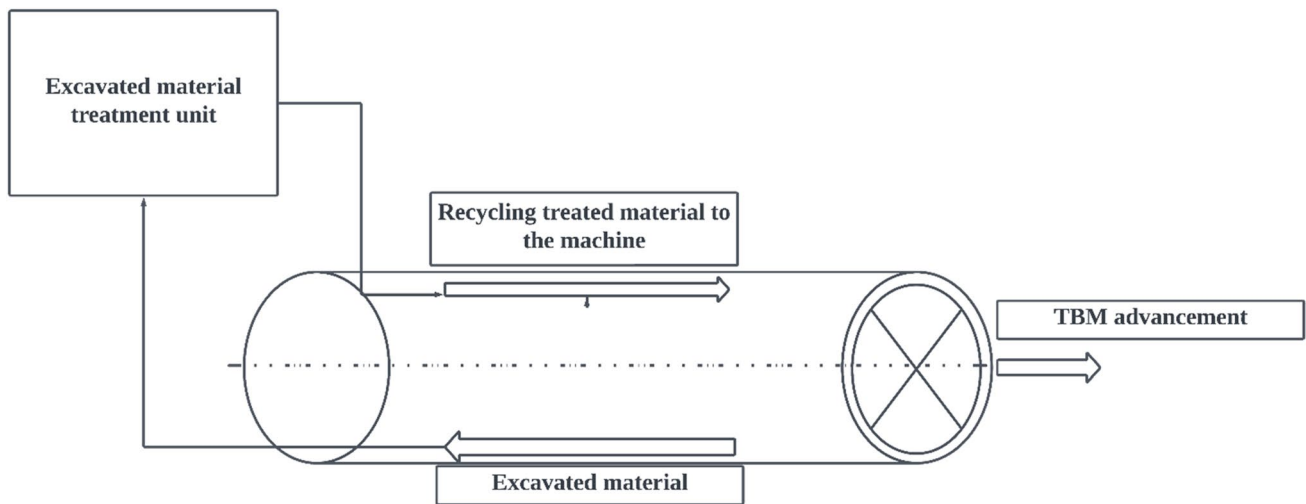 Excavated material
treatment unit
Recycling treated material to
the machine
TBM advancement
Excavated material